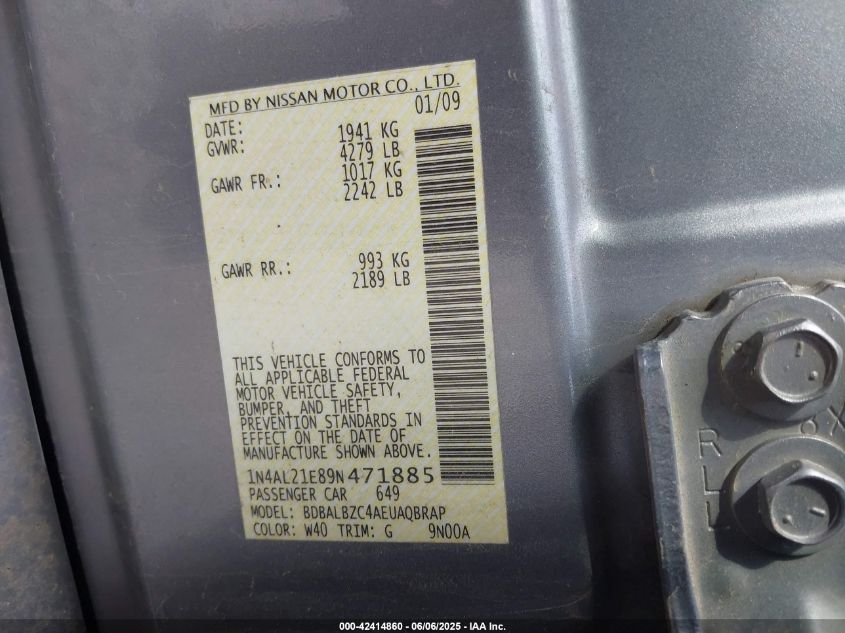 MFD BY NISSAN MOTOR CO., LTD.
DATE: 01/09
GVWR: 1941 KG
4279 LB
GAWR FR.: 1017 KG
2242 LB
GAWR RR.: 993 KG
2189 LB
THIS VEHICLE CONFORMS TO
ALL APPLICABLE FEDERAL
MOTOR VEHICLE SAFETY,
BUMPER, AND THEFT
PREVENTION STANDARDS IN
EFFECT ON THE DATE OF
MANUFACTURE SHOWN ABOVE.
1N4AL21E89N471885
PASSENGER CAR 649
MODEL: BDBALBZC4AEUAQBRAP
COLOR: W40 TRIM: G 9N00A
RLL
000-42414860 - 06/06/2025 - IAA Inc.